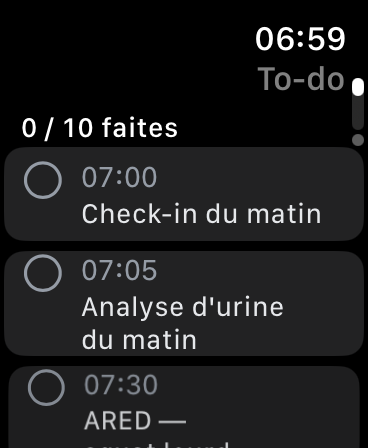 06:59
To-do
0 / 10 faites
07:00
Check-in du matin
07:05
Analyse d'urine
du matin
07:30
ARED —